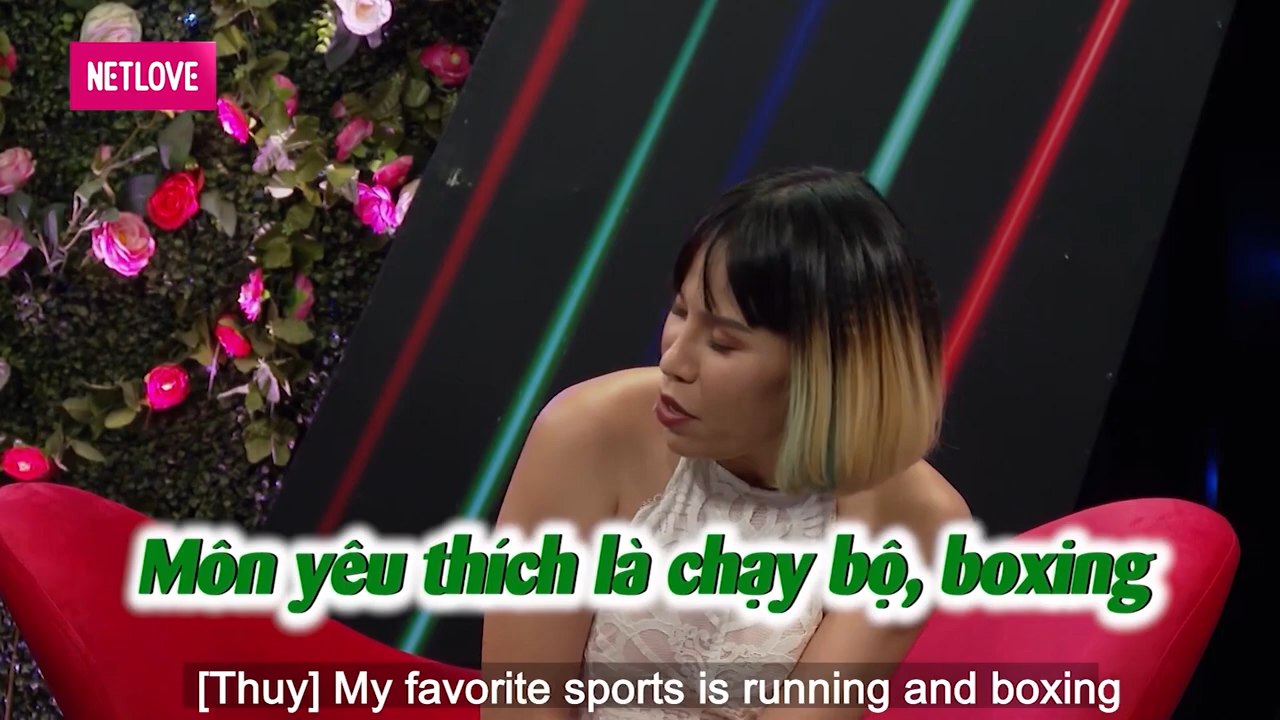 NETLOVE
Môn yêu thích là chạy bộ, boxing
[Thuy] My favorite sports is running and boxing